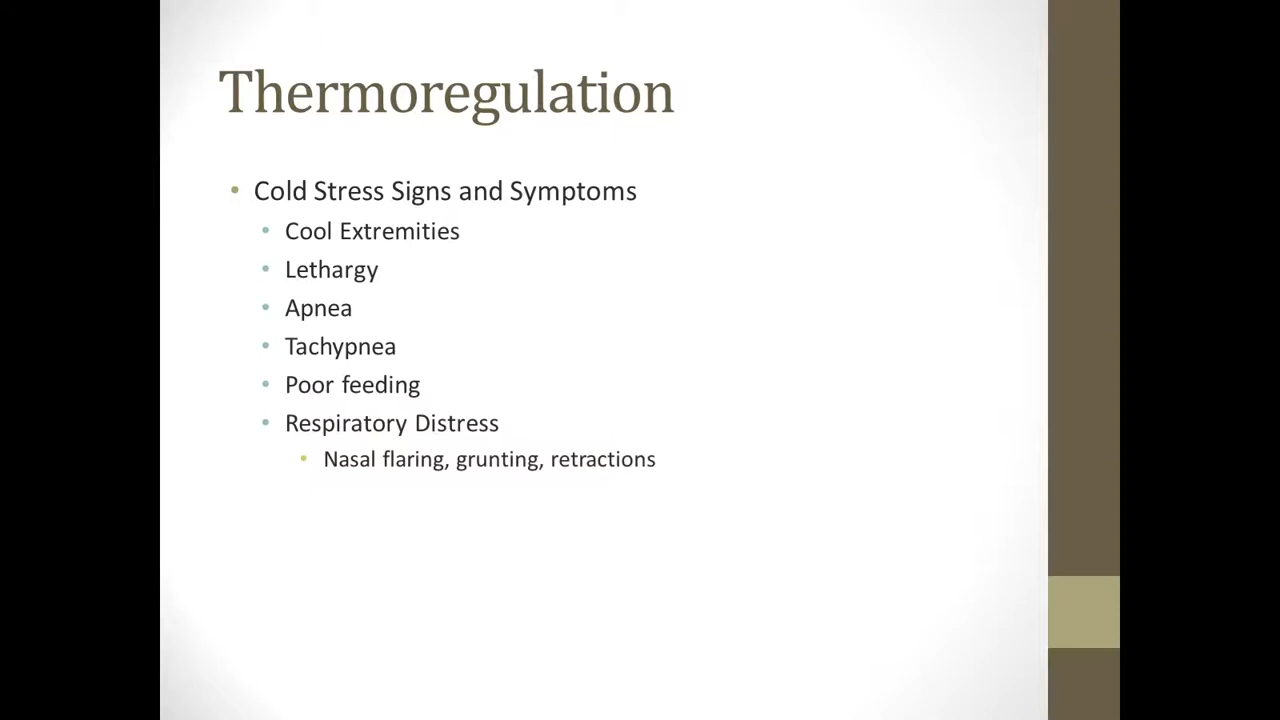 Thermoregulation
• Cold Stress Signs and Symptoms
• Cool Extremities
• Lethargy
• Apnea
• Tachypnea
• Poor feeding
• Respiratory Distress
• Nasal flaring, grunting, retractions